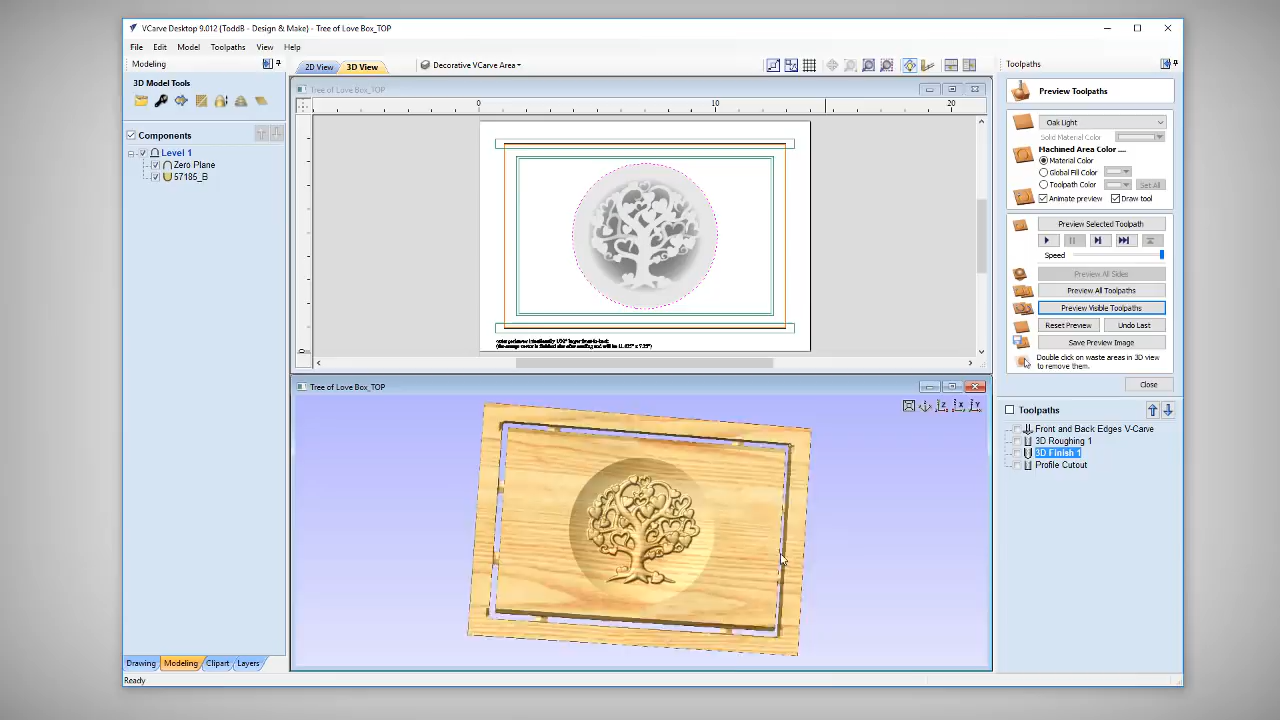 VCarve Desktop 9.012 {ToddB - Design & Make} - Tree of Love Box_TOP
File Edit Model Toolpaths View Help
Modeling
3D Model Tools
Components
Level 1
Zero Plane
57185_B
Drawing Modeling Clipart Layers
Ready
2D View 3D View Decorative VCarve Area
Tree of Love Box_TOP
0 10 20
0
Tree of Love Box_TOP
Z X Y
Toolpaths
Preview Toolpaths
Oak Light
Solid Material Color
Machined Area Color ....
Material Color
Global Fill Color
Toolpath Color Set All
Animate preview Draw tool
Preview Selected Toolpath
Speed
Preview All Sides
Preview All Toolpaths
Preview Visible Toolpaths
Reset Preview Undo Last
Save Preview Image
Double click on waste areas in 3D view
to remove them.
Close
Toolpaths
Front and Back Edges V-Carve
3D Roughing 1
3D Finish 1
Profile Cutout